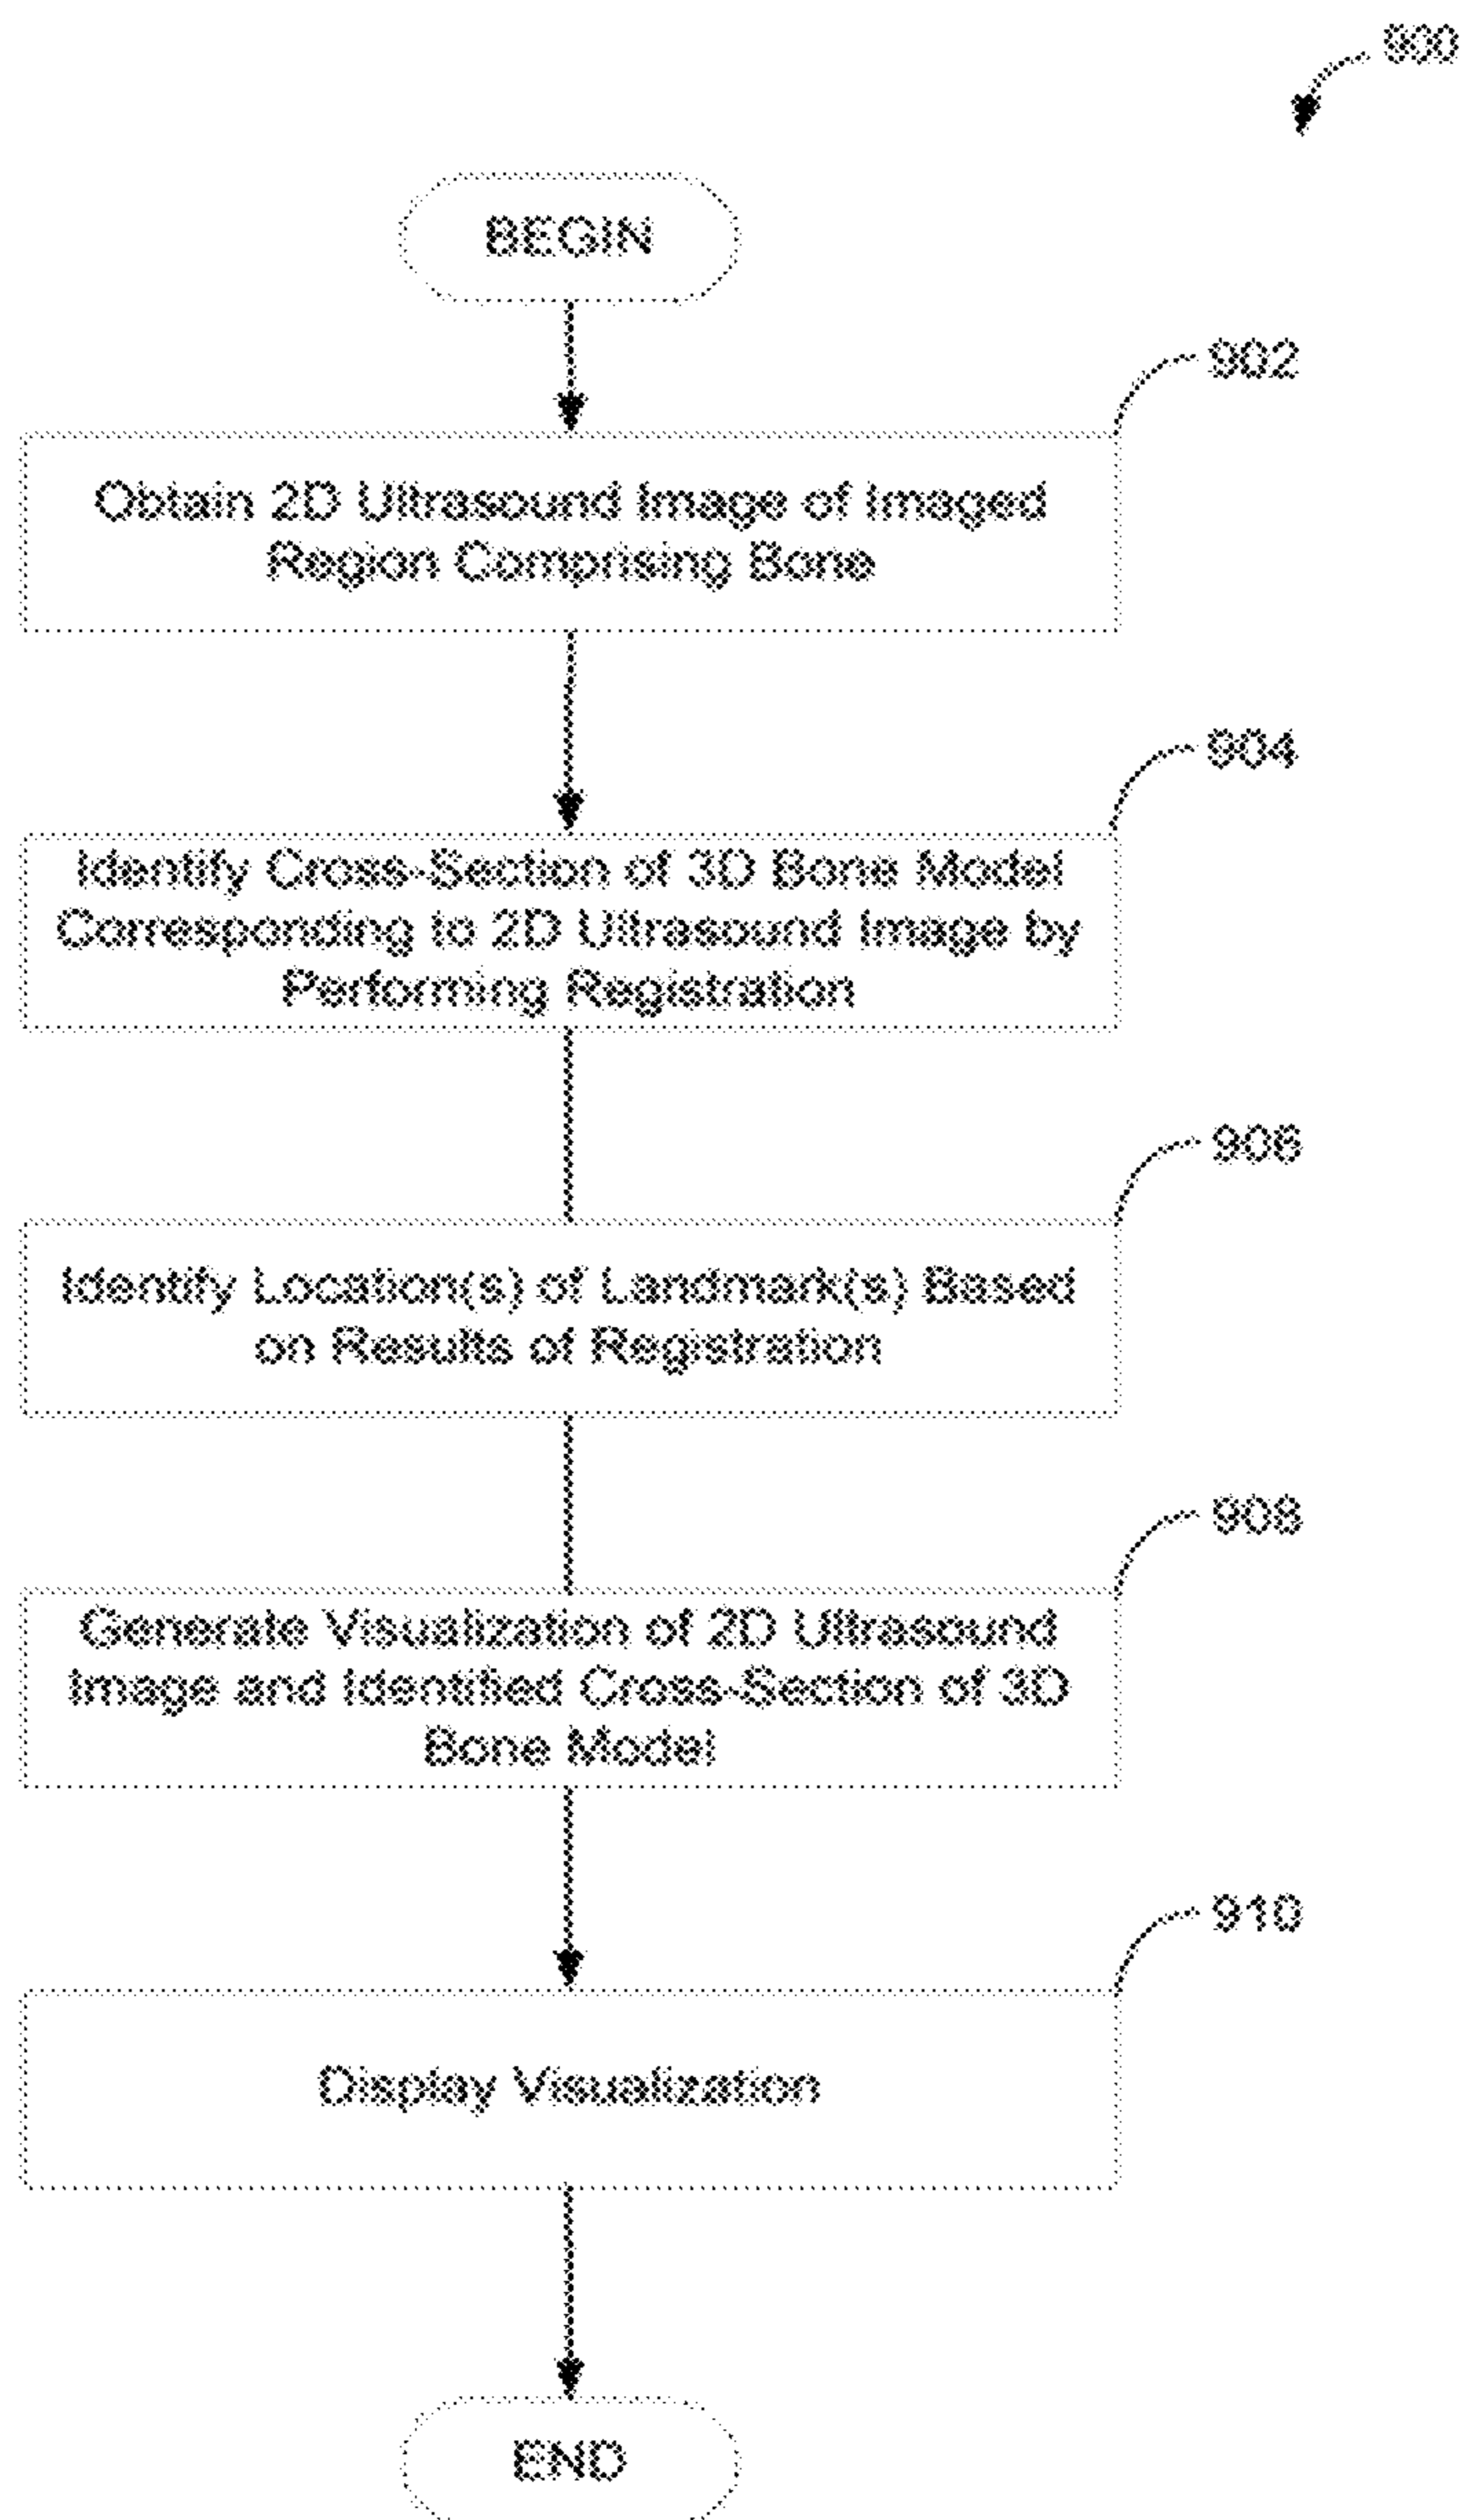 900
BEGIN
902
Obtain 2D Ultrasound Image of Imaged
Region Comprising Bone
904
Identify Cross-Section of 3D Bone Model
Corresponding to 2D Ultrasound Image by
Performing Registration
906
Identify Location(s) of Landmark(s) Based
on Results of Registration
908
Generate Visualization of 2D Ultrasound
Image and Identified Cross-Section of 3D
Bone Model
910
Display Visualization
END